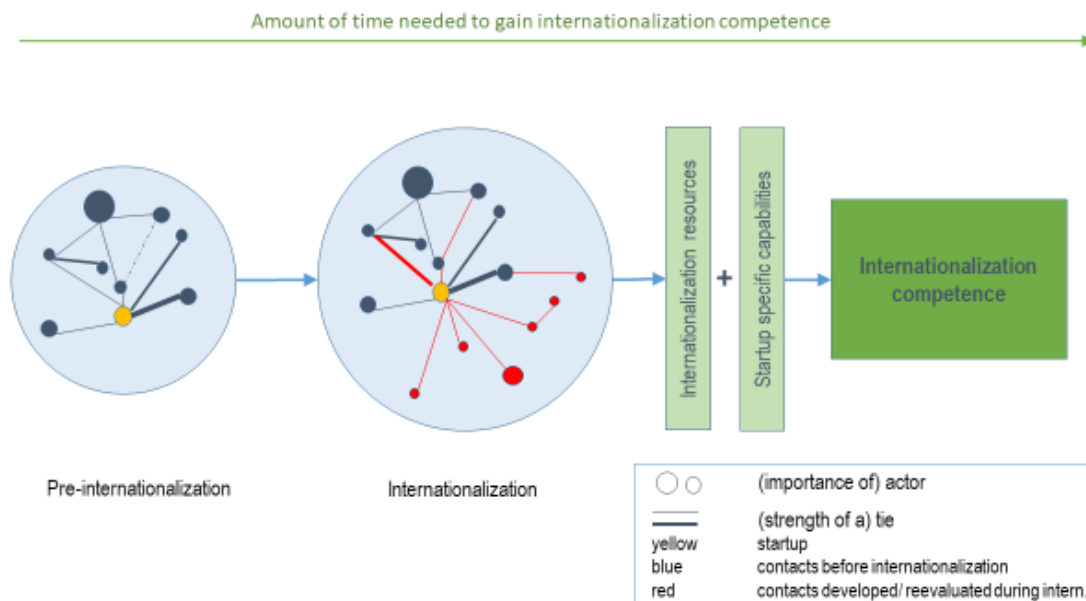 Amount of time needed to gain internationalization competence
Internationalization resources
+
Startup specific capabilities
Internationalization
competence
Pre-internationalization
Internationalization
(importance of) actor
(strength of a) tie
yellow startup
blue contacts before internationalization
red contacts developed/ reevaluated during intern.